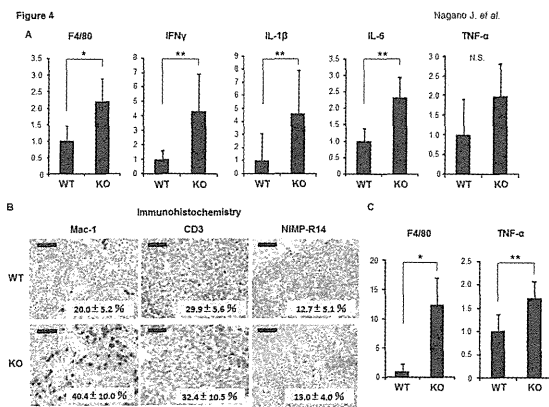 Figure 4
Nagano J. et al.
A
F4/80
IFNγ
IL-1β
IL-6
TNF-α
*
**
**
**
N.S.
3.5
3.0
2.5
2.0
1.5
1.0
0.5
0
8
7
6
5
4
3
2
1
0
9
8
7
6
5
4
3
2
1
0
3.5
3.0
2.5
2.0
1.5
1.0
0.5
0
3.0
2.5
2.0
1.5
1.0
0.5
0
WT KO
WT KO
WT KO
WT KO
WT KO
B
Immunohistochemistry
Mac-1
CD3
NIMP-R14
WT
20.0 ± 5.2 %
29.9 ± 5.6 %
12.7 ± 5.1 %
KO
40.4 ± 10.0 %
32.4 ± 10.5 %
13.0 ± 4.0 %
C
F4/80
TNF-α
*
**
20
15
10
5
0
2.5
2.0
1.5
1.0
0.5
0
WT KO
WT KO